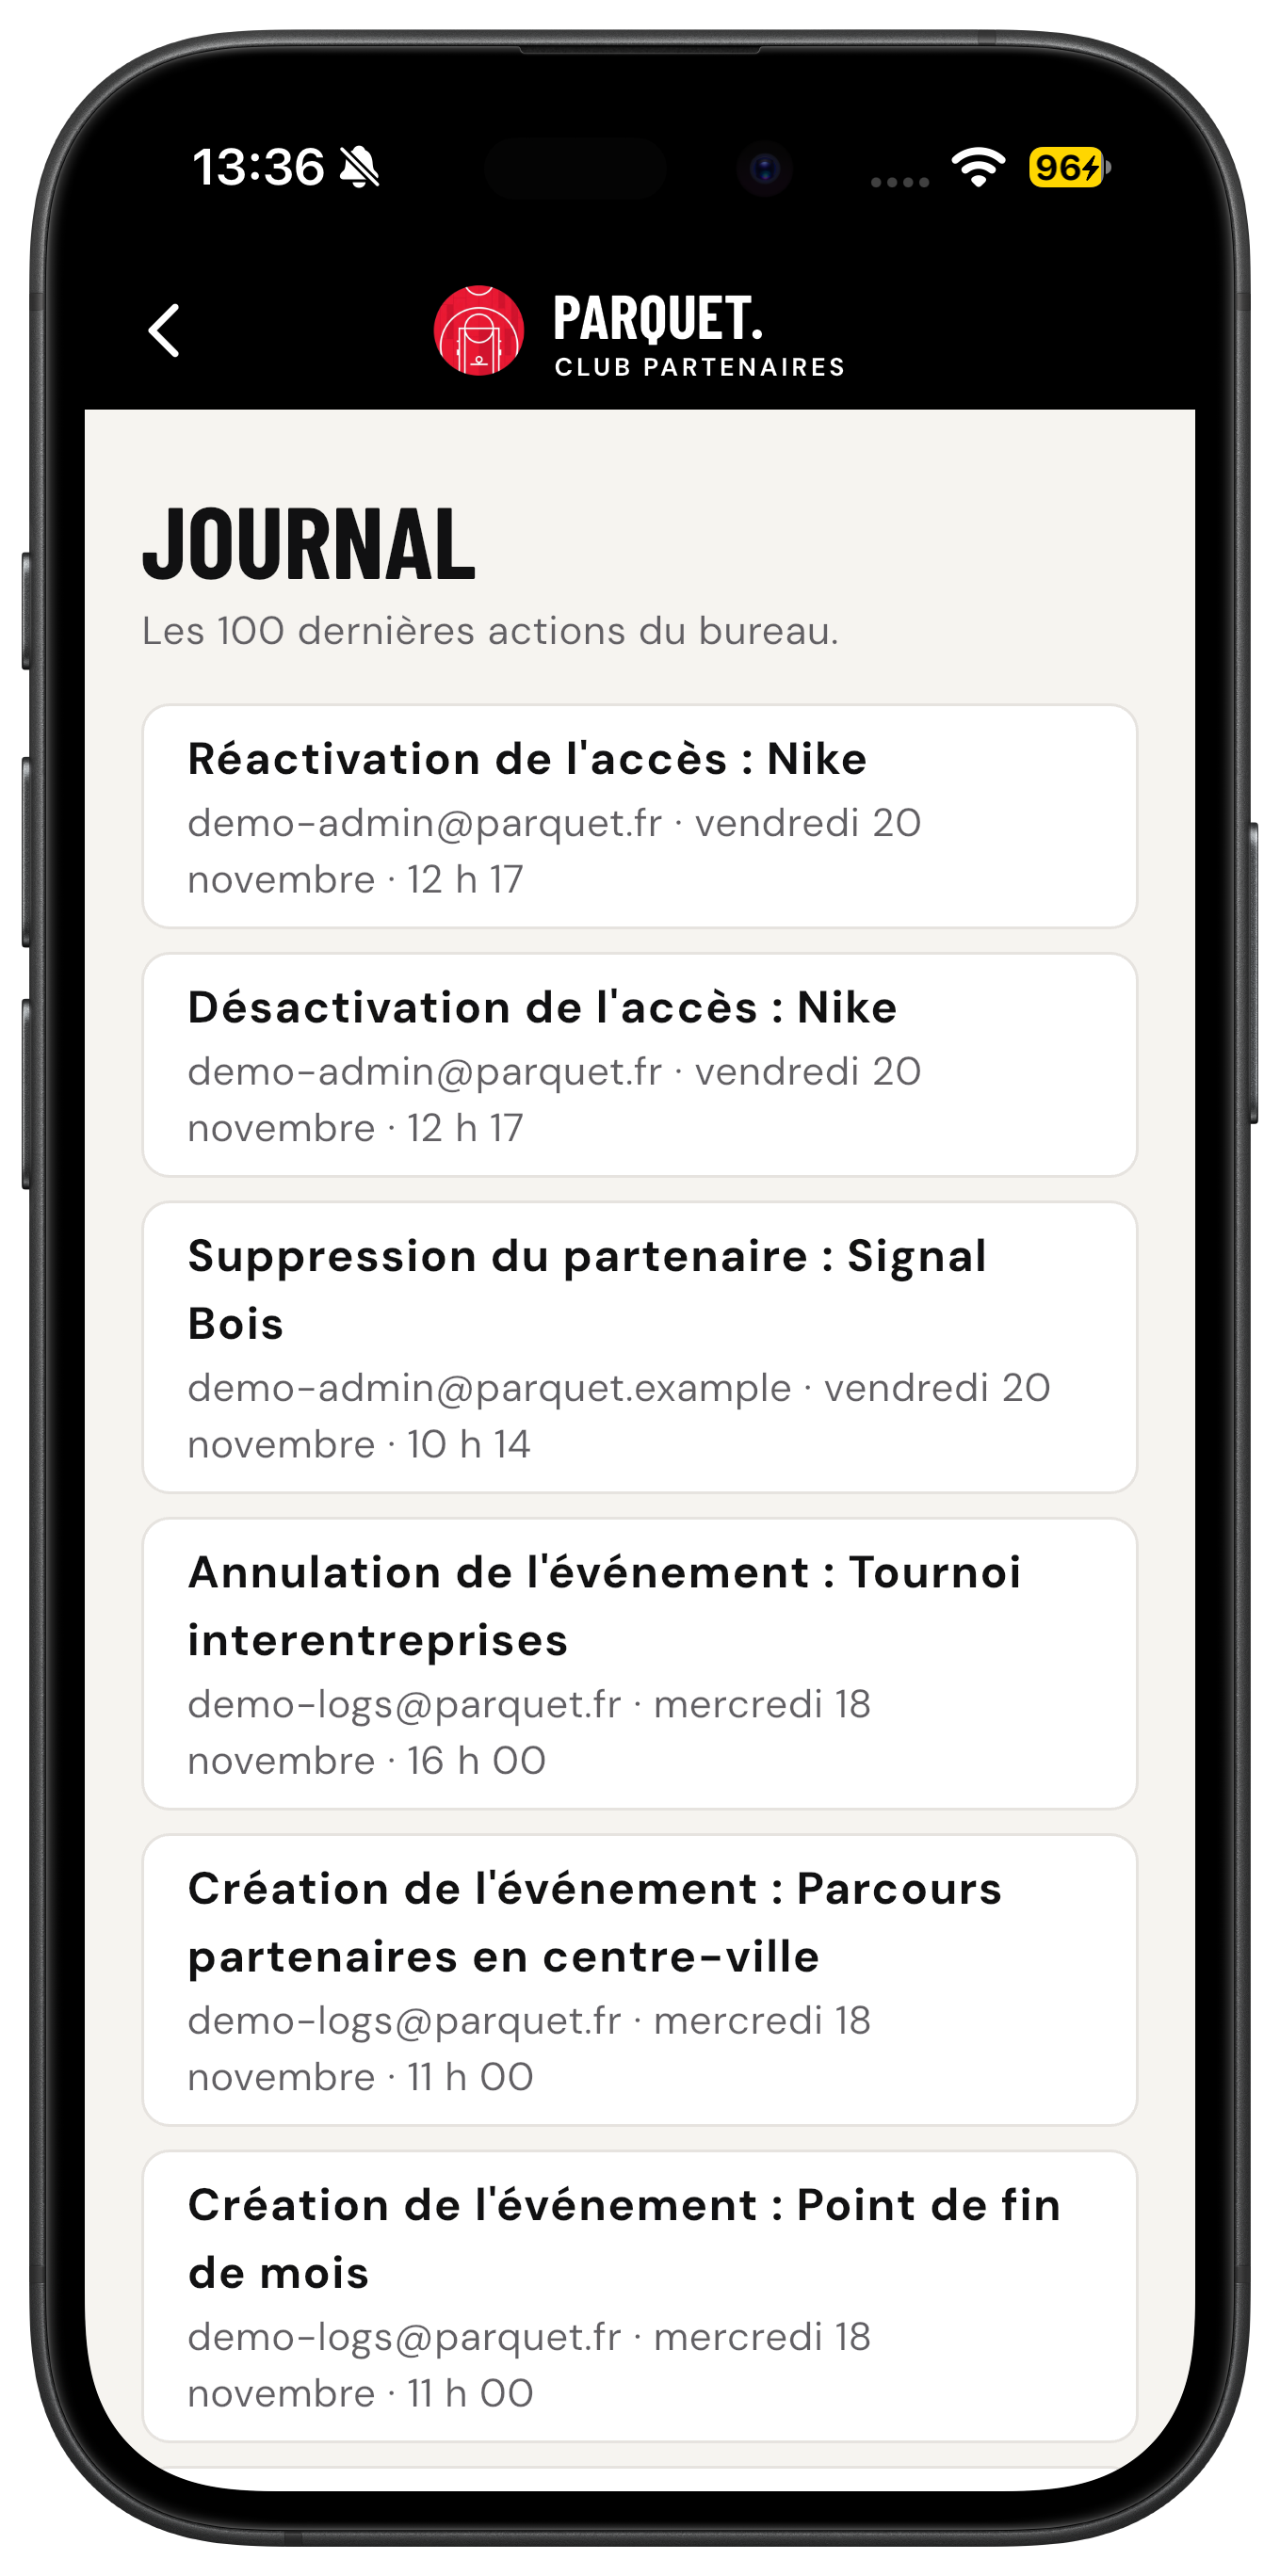 13:36
96
PARQUET.
CLUB PARTENAIRES
JOURNAL
Les 100 dernières actions du bureau.
Réactivation de l'accès : Nike
demo-admin@parquet.fr · vendredi 20
novembre · 12 h 17
Désactivation de l'accès : Nike
demo-admin@parquet.fr · vendredi 20
novembre · 12 h 17
Suppression du partenaire : Signal
Bois
demo-admin@parquet.example · vendredi 20
novembre · 10 h 14
Annulation de l'événement : Tournoi
interentreprises
demo-logs@parquet.fr · mercredi 18
novembre · 16 h 00
Création de l'événement : Parcours
partenaires en centre-ville
demo-logs@parquet.fr · mercredi 18
novembre · 11 h 00
Création de l'événement : Point de fin
de mois
demo-logs@parquet.fr · mercredi 18
novembre · 11 h 00